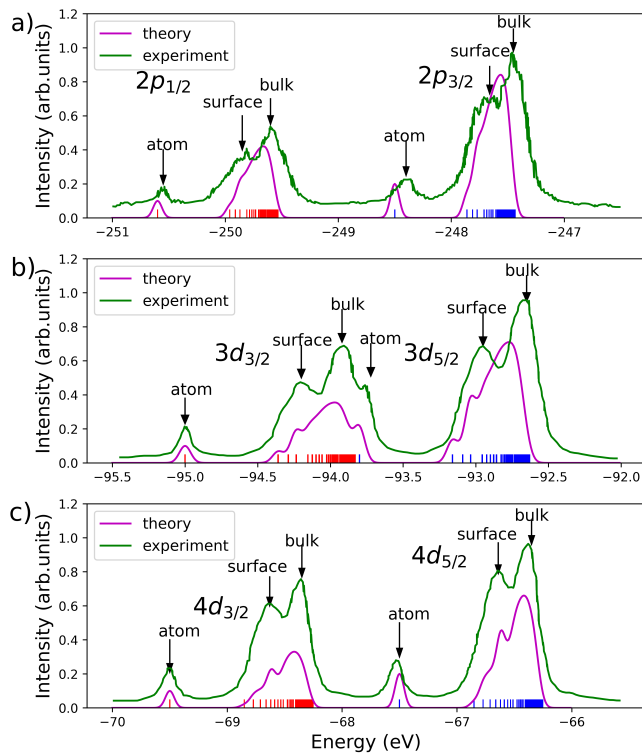 a)
Intensity (arb.units)
1.2
1.0
0.8
0.6
0.4
0.2
0.0
theory
experiment
2p1/2
atom
surface
bulk
atom
2p3/2
surface
bulk
−251
−250
−249
−248
−247
b)
Intensity (arb.units)
1.2
1.0
0.8
0.6
0.4
0.2
0.0
theory
experiment
atom
3d3/2
surface
bulk
atom
3d5/2
surface
bulk
−95.5
−95.0
−94.5
−94.0
−93.5
−93.0
−92.5
−92.0
c)
Intensity (arb.units)
1.2
1.0
0.8
0.6
0.4
0.2
0.0
theory
experiment
atom
4d3/2
surface
bulk
atom
4d5/2
surface
bulk
−70
−69
−68
−67
−66
Energy (eV)